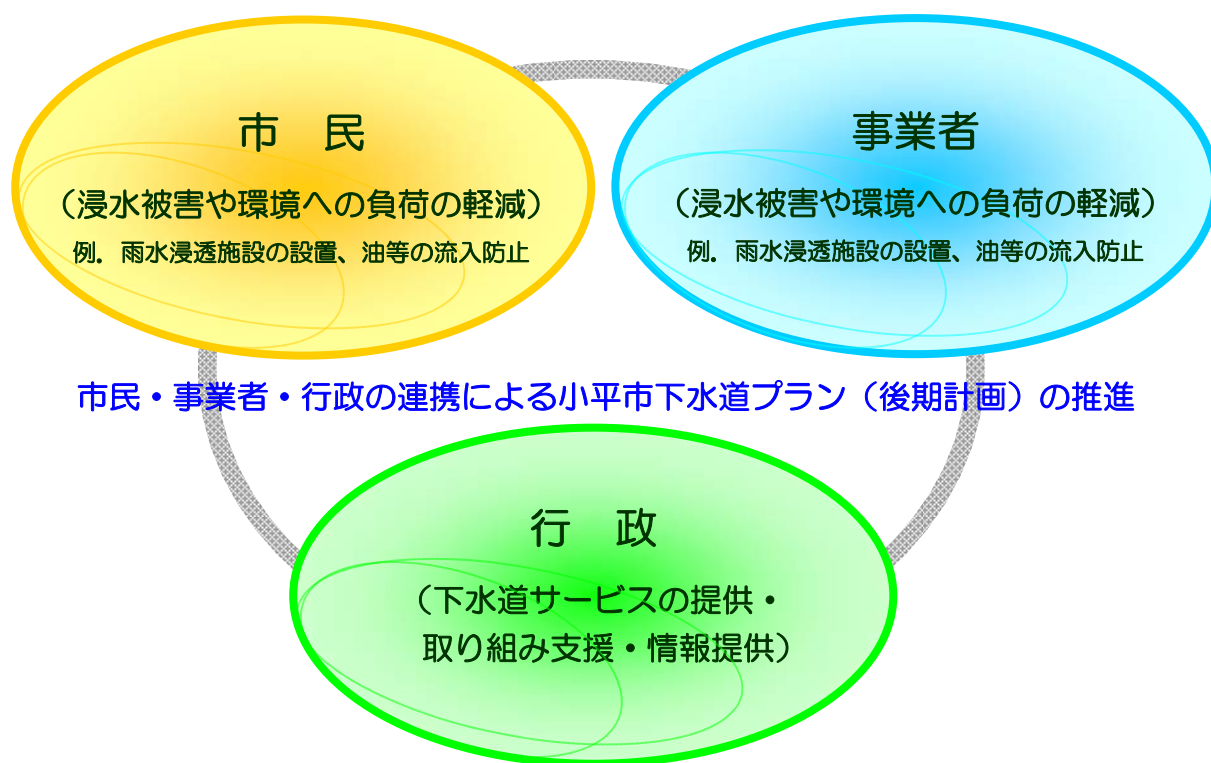 市　民
（浸水被害や環境への負荷の軽減）
例．雨水浸透施設の設置、油等の流入防止
事業者
（浸水被害や環境への負荷の軽減）
例．雨水浸透施設の設置、油等の流入防止
市民・事業者・行政の連携による小平市下水道プラン（後期計画）の推進
行　政
（下水道サービスの提供・
取り組み支援・情報提供）